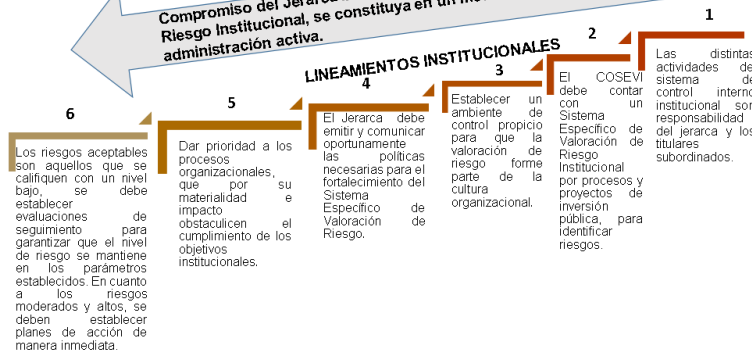 Compromiso del Jerarca
Riesgo Institucional, se constituya en un
administración activa.
LINEAMIENTOS INSTITUCIONALES
1
Las distintas
actividades de
sistema de
control interno
institucional son
responsabilidad
del jerarca y los
titulares
subordinados.
2
El COSEVI
debe contar
con un
Sistema
Específico de
Valoración de
Riesgo
Institucional
por procesos y
proyectos de
inversión
pública, para
identificar
riesgos.
3
Establecer un
ambiente de
control propicio
para que la
valoración de
riesgo forme
parte de la
cultura
organizacional.
4
El Jerarca debe
emitir y comunicar
oportunamente
las políticas
necesarias para el
fortalecimiento del
Sistema
Específico de
Valoración de
Riesgo.
5
Dar prioridad a los
procesos
organizacionales,
que por su
materialidad e
impacto
obstaculicen el
cumplimiento de los
objetivos
institucionales.
6
Los riesgos aceptables
son aquellos que se
califiquen con un nivel
bajo, se debe
establecer
evaluaciones de
seguimiento para
garantizar que el nivel
de riesgo se mantiene
en los parámetros
establecidos. En cuanto
a los riesgos
moderados y altos, se
deben establecer
planes de acción de
manera inmediata.